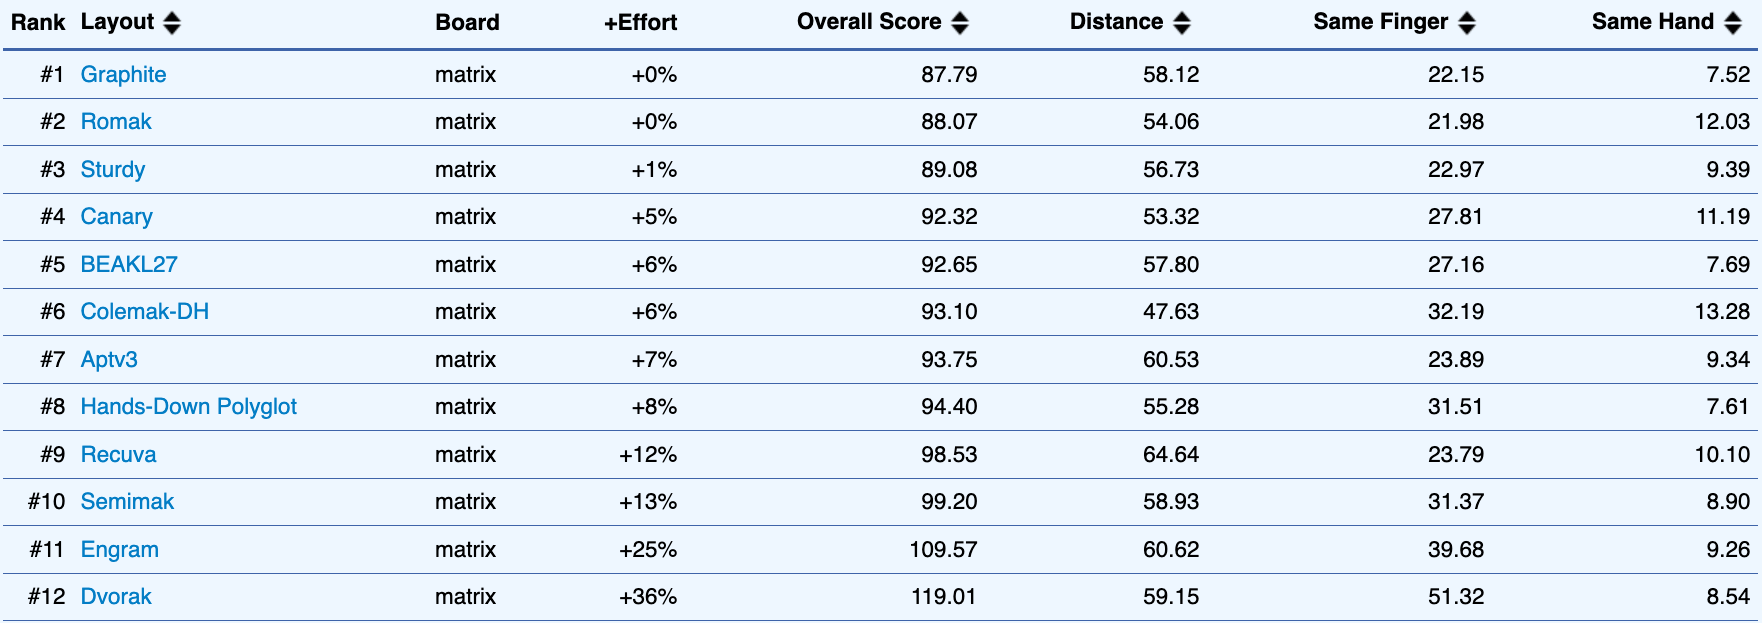 Rank Layout Board +Effort Overall Score Distance Same Finger Same Hand
#1 Graphite matrix +0% 87.79 58.12 22.15 7.52
#2 Romak matrix +0% 88.07 54.06 21.98 12.03
#3 Sturdy matrix +1% 89.08 56.73 22.97 9.39
#4 Canary matrix +5% 92.32 53.32 27.81 11.19
#5 BEAKL27 matrix +6% 92.65 57.80 27.16 7.69
#6 Colemak-DH matrix +6% 93.10 47.63 32.19 13.28
#7 Aptv3 matrix +7% 93.75 60.53 23.89 9.34
#8 Hands-Down Polyglot matrix +8% 94.40 55.28 31.51 7.61
#9 Recuva matrix +12% 98.53 64.64 23.79 10.10
#10 Semimak matrix +13% 99.20 58.93 31.37 8.90
#11 Engram matrix +25% 109.57 60.62 39.68 9.26
#12 Dvorak matrix +36% 119.01 59.15 51.32 8.54